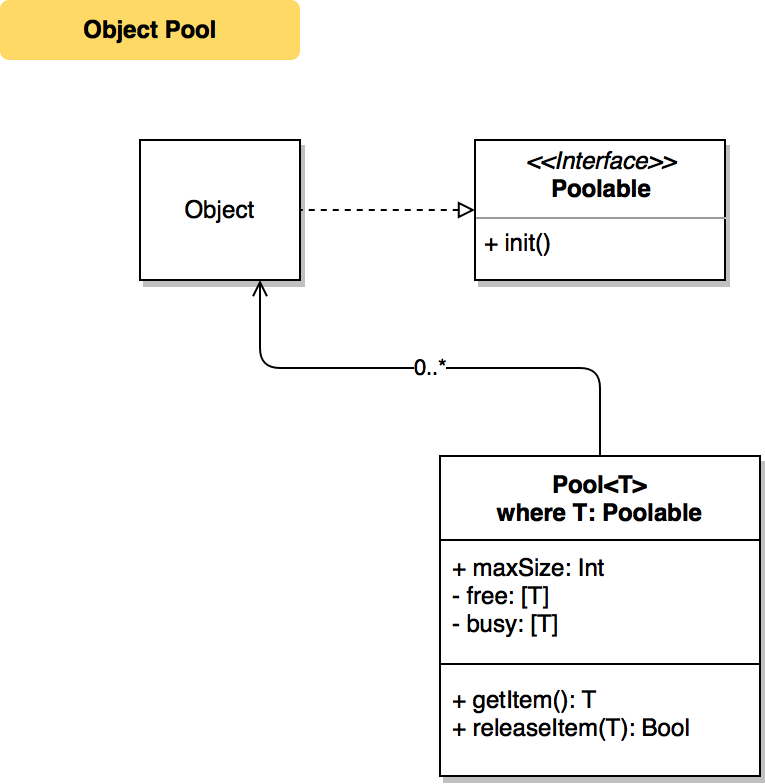 Object Pool
Object
<<Interface>>
Poolable
+ init()
0..*
Pool<T>
where T: Poolable
+ maxSize: Int
- free: [T]
- busy: [T]
+ getItem(): T
+ releaseItem(T): Bool